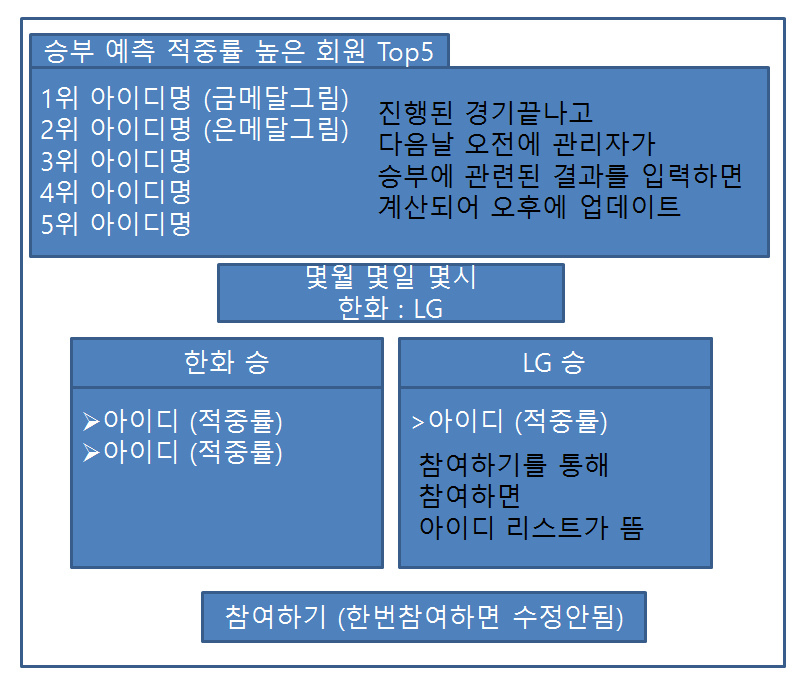 승부 예측 적중률 높은 회원 Top5
1위 아이디명 (금메달그림)
2위 아이디명 (은메달그림)
3위 아이디명
4위 아이디명
5위 아이디명
진행된 경기끝나고
다음날 오전에 관리자가
승부에 관련된 결과를 입력하면
계산되어 오후에 업데이트
몇월 몇일 몇시
한화 : LG
한화 승
➢아이디 (적중률)
➢아이디 (적중률)
LG 승
>아이디 (적중률)
참여하기를 통해
참여하면
아이디 리스트가 뜸
참여하기 (한번참여하면 수정안됨)